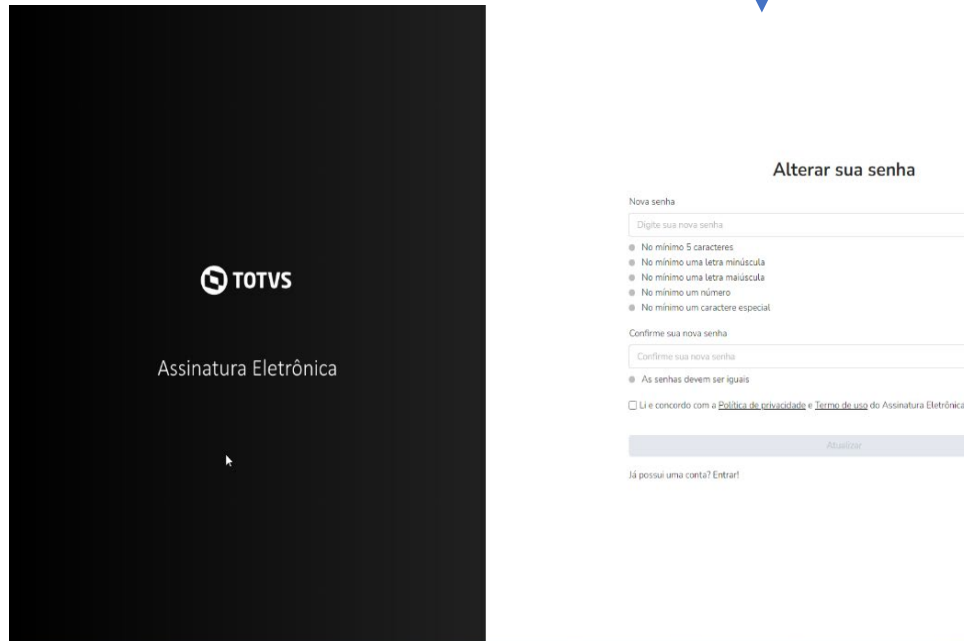 TOTVS
Assinatura Eletrônica
Alterar sua senha
Nova senha
Digite sua nova senha
No mínimo 5 caracteres
No mínimo uma letra minúscula
No mínimo uma letra maiúscula
No mínimo um número
No mínimo um caractere especial
Confirme sua nova senha
Confirme sua nova senha
As senhas devem ser iguais
Li e concordo com a Política de privacidade e Termo de uso do Assinatura Eletrônica
Atualizar
Já possui uma conta? Entrar!